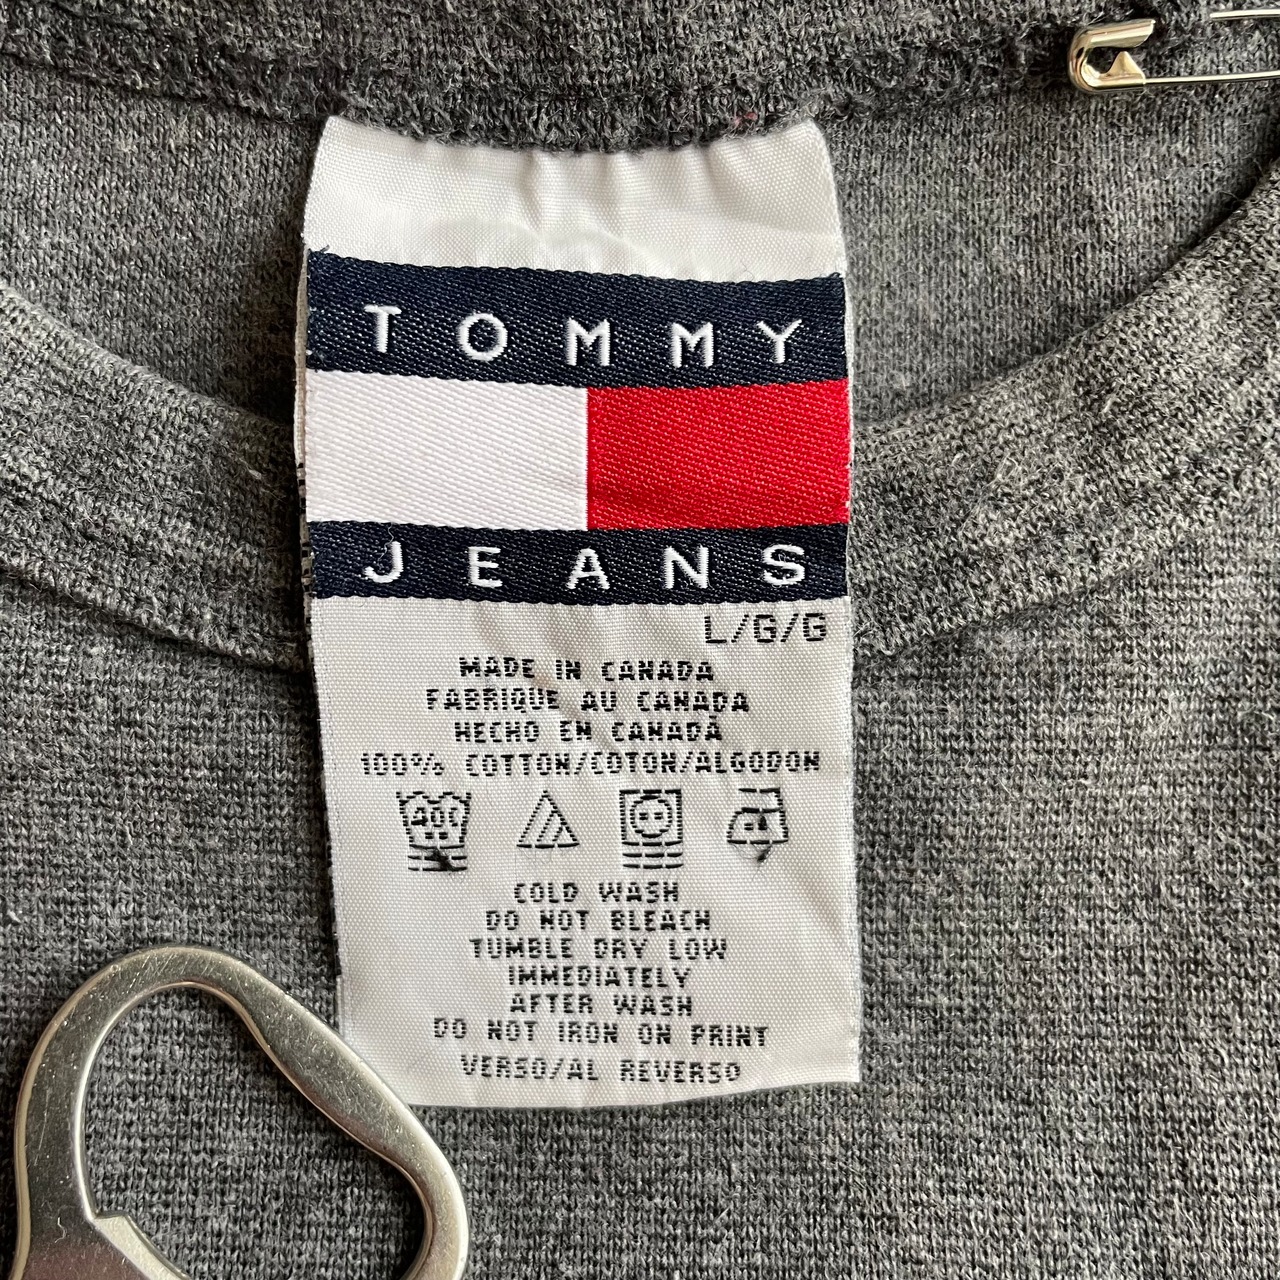 TOMMY
JEANS
L/G/G
MADE IN CANADA
FABRIQUE AU CANADA
HECHO EN CANADÁ
100% COTTON/COTON/ALGODON
COLD WASH
DO NOT BLEACH
TUMBLE DRY LOW
IMMEDIATELY
AFTER WASH
DO NOT IRON ON PRINT
VERSO/AL REVERSO